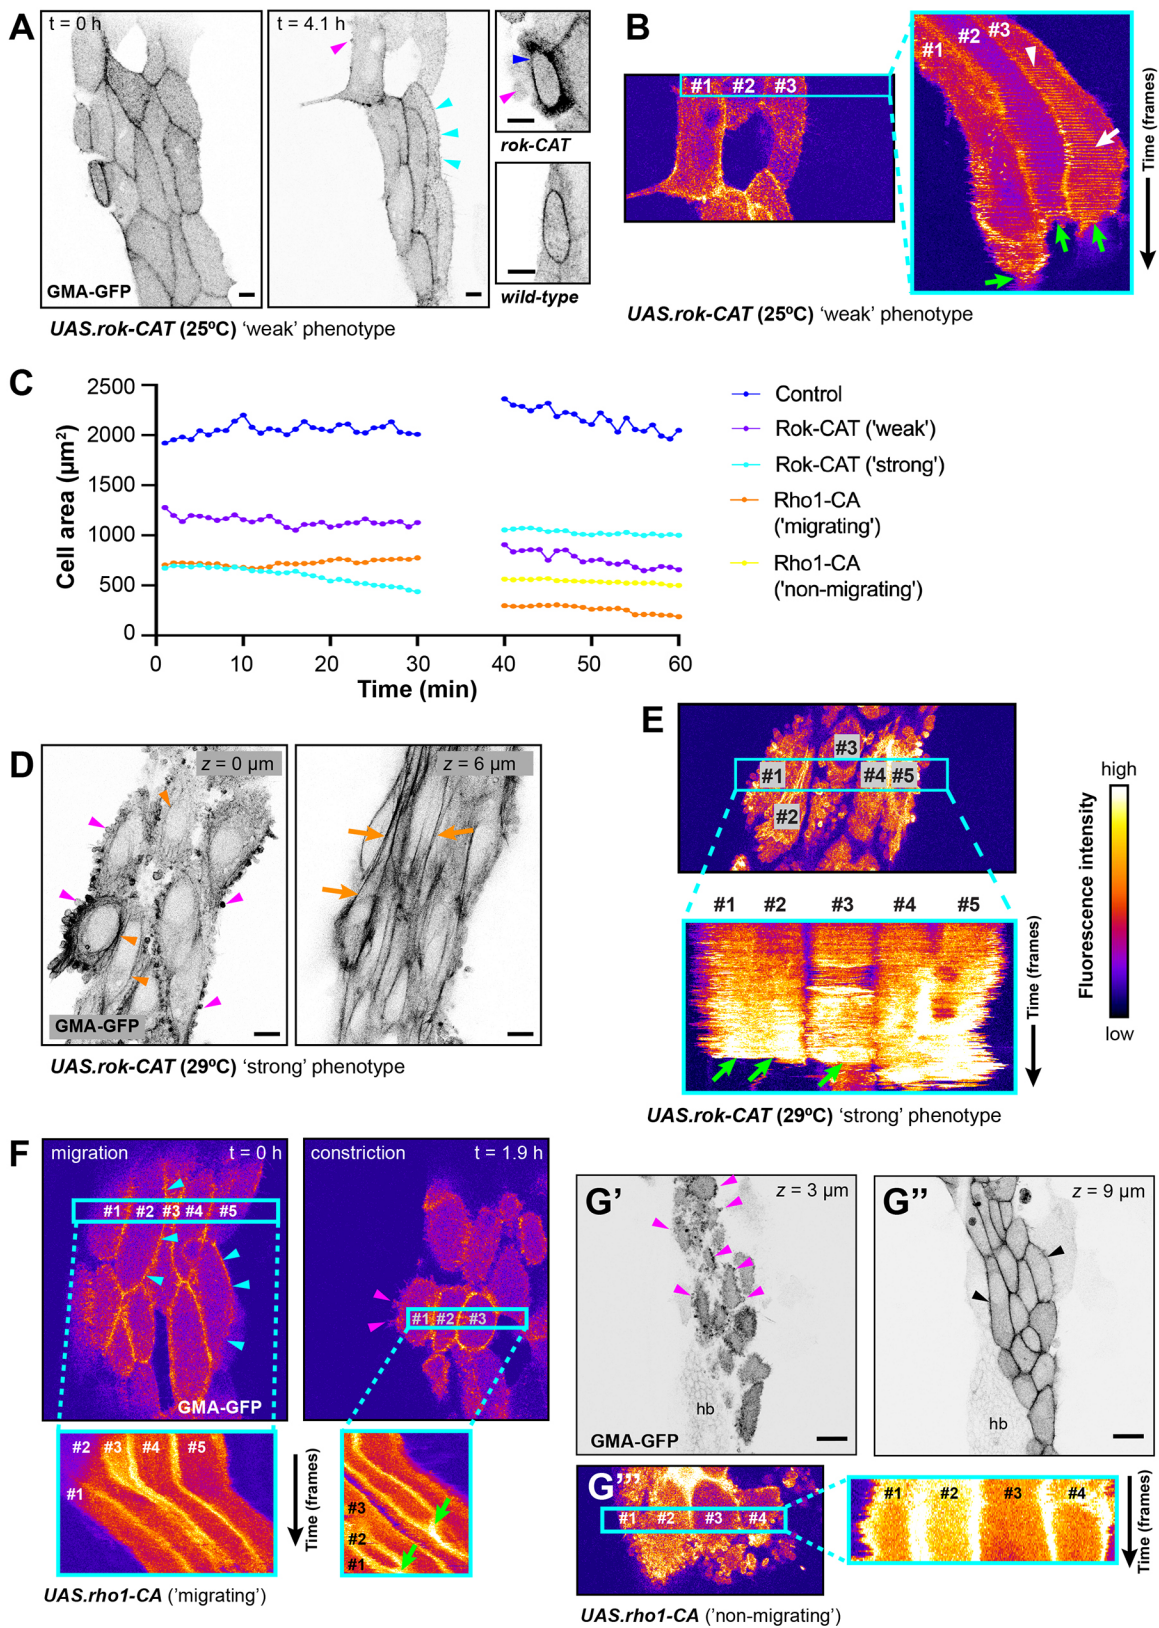 A
t = 0 h
t = 4.1 h
GMA-GFP
rok-CAT
wild-type
UAS.rok-CAT (25ºC) ‘weak’ phenotype
B
#1 #2 #3
#1 #2 #3
Time (frames)
UAS.rok-CAT (25ºC) ‘weak’ phenotype
C
Cell area (µm²)
2500
2000
1500
1000
500
0
0 10 20 30 40 50 60
Time (min)
Control
Rok-CAT ('weak')
Rok-CAT ('strong')
Rho1-CA
('migrating')
Rho1-CA
('non-migrating')
D
z = 0 µm
z = 6 µm
GMA-GFP
UAS.rok-CAT (29ºC) ‘strong’ phenotype
E
#3
#1 #4 #5
#2
#1 #2 #3 #4 #5
Time (frames)
Fluorescence intensity
high
low
UAS.rok-CAT (29ºC) ‘strong’ phenotype
F
migration t = 0 h
#1 #2 #3 #4 #5
GMA-GFP
constriction t = 1.9 h
#1 #2 #3
#2 #3 #4 #5
#1
Time (frames)
#3
#2
#1
UAS.rho1-CA (’migrating’)
G’
z = 3 µm
hb
GMA-GFP
G’’
z = 9 µm
hb
G’’’
#1 #2 #3 #4
#1 #2 #3 #4
Time (frames)
UAS.rho1-CA (’non-migrating’)